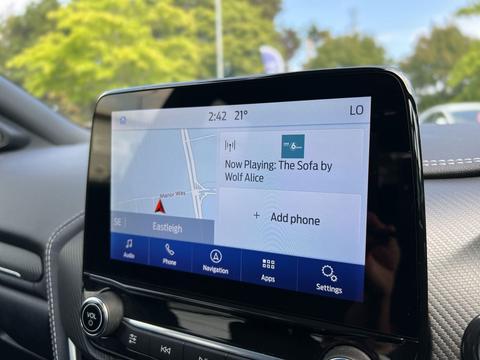 2:42 21° LO
Manor Way
SE Eastleigh
6
Now Playing: The Sofa by
Wolf Alice
+ Add phone
Audio
Phone
Navigation
Apps
Settings
VOL